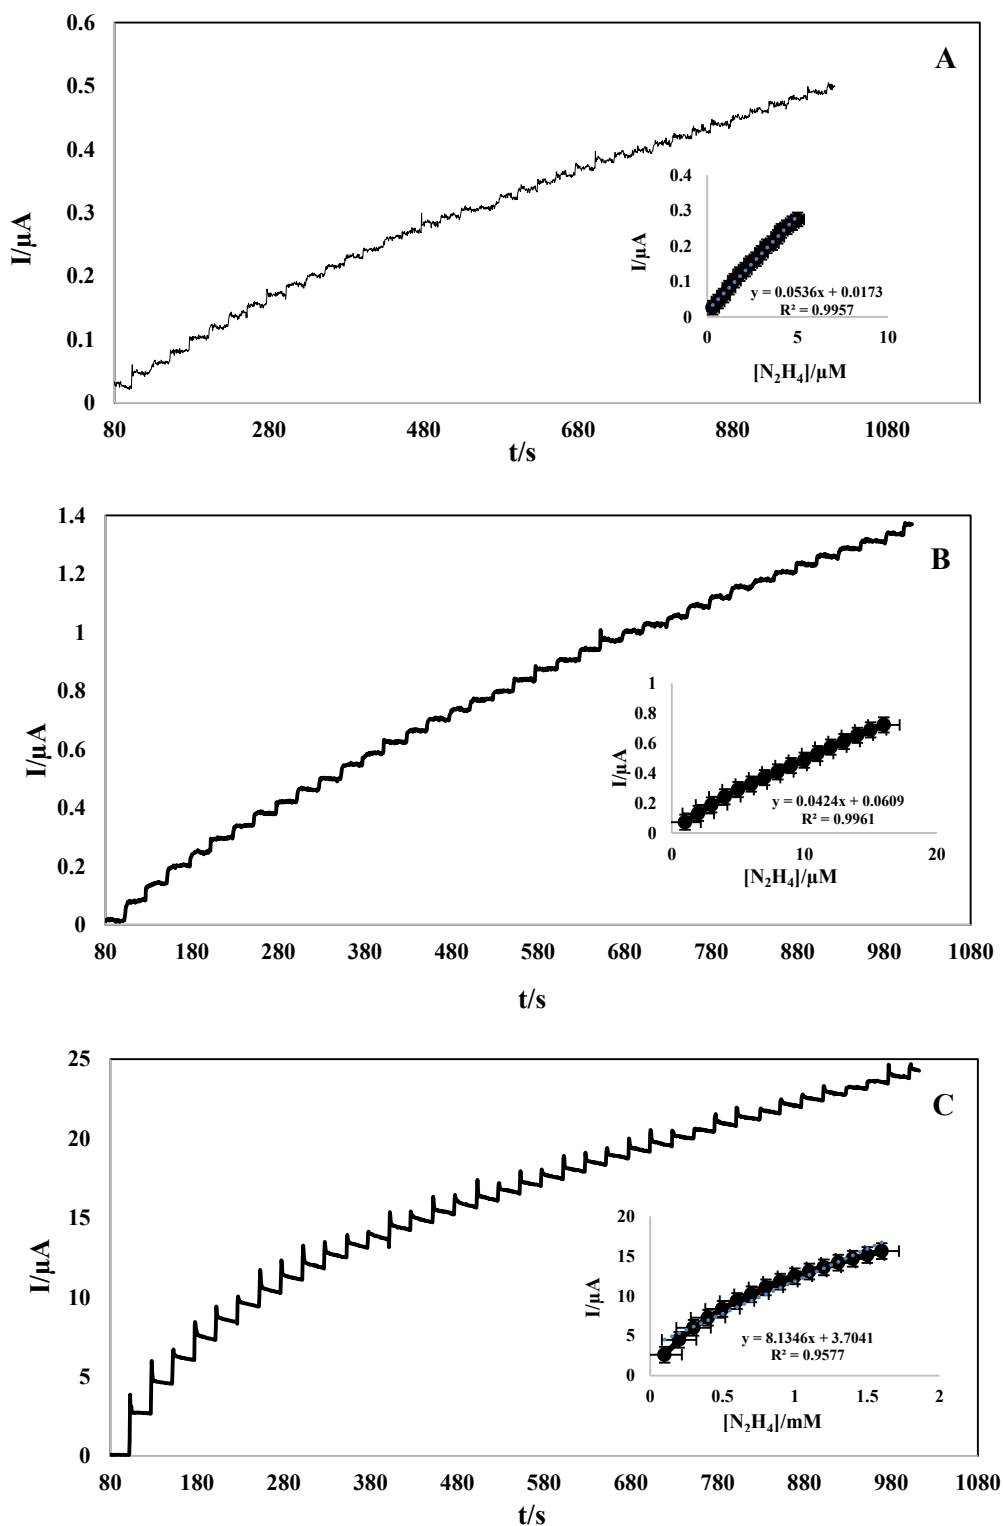 0.6
A
0.5
0.4
0.3
0.2
0.1
0
I/µA
80 280 480 680 880 1080
t/s
0.4
0.3
0.2
0.1
0
I/µA
y = 0.0536x + 0.0173
R² = 0.9957
0 5 10
[N₂H₄]/µM
1.4
B
1.2
1
0.8
0.6
0.4
0.2
0
I/µA
80 180 280 380 480 580 680 780 880 980 1080
t/s
1
0.8
0.6
0.4
0.2
0
I/µA
y = 0.0424x + 0.0609
R² = 0.9961
0 10 20
[N₂H₄]/µM
25
C
20
15
10
5
0
I/µA
80 180 280 380 480 580 680 780 880 980 1080
t/s
20
15
10
5
0
I/µA
y = 8.1346x + 3.7041
R² = 0.9577
0 0.5 1 1.5 2
[N₂H₄]/mM